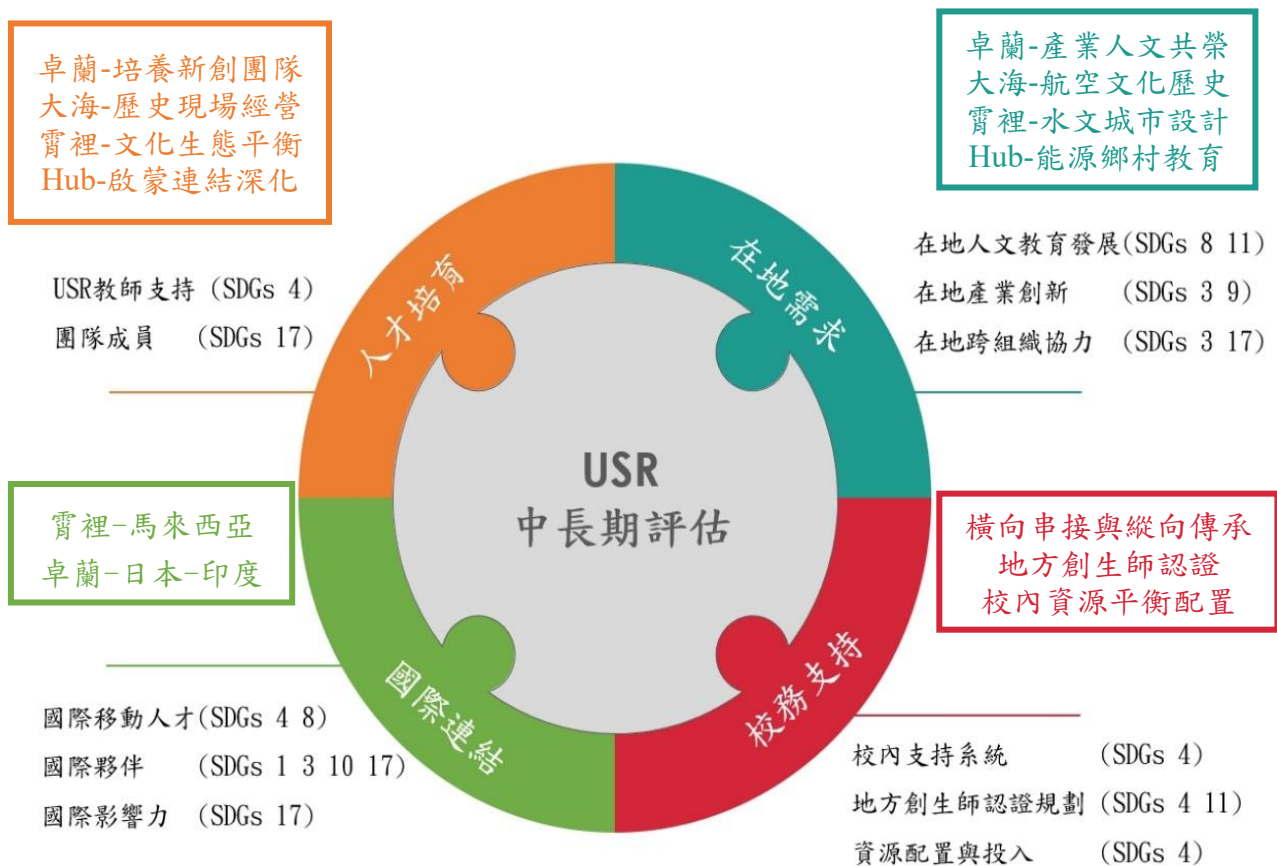 卓蘭-培養新創團隊
大海-歷史現場經營
霄裡-文化生態平衡
Hub-啟蒙連結深化
USR教師支持 (SDGs 4)
團隊成員 (SDGs 17)
人才培育
卓蘭-產業人文共榮
大海-航空文化歷史
霄裡-水文城市設計
Hub-能源鄉村教育
在地人文教育發展(SDGs 8 11)
在地產業創新 (SDGs 3 9)
在地跨組織協力 (SDGs 3 17)
在地需求
USR
中長期評估
霄裡-馬來西亞
卓蘭-日本-印度
國際移動人才(SDGs 4 8)
國際夥伴 (SDGs 1 3 10 17)
國際影響力 (SDGs 17)
國際連結
橫向串接與縱向傳承
地方創生師認證
校內資源平衡配置
校務支持
校內支持系統 (SDGs 4)
地方創生師認證規劃 (SDGs 4 11)
資源配置與投入 (SDGs 4)